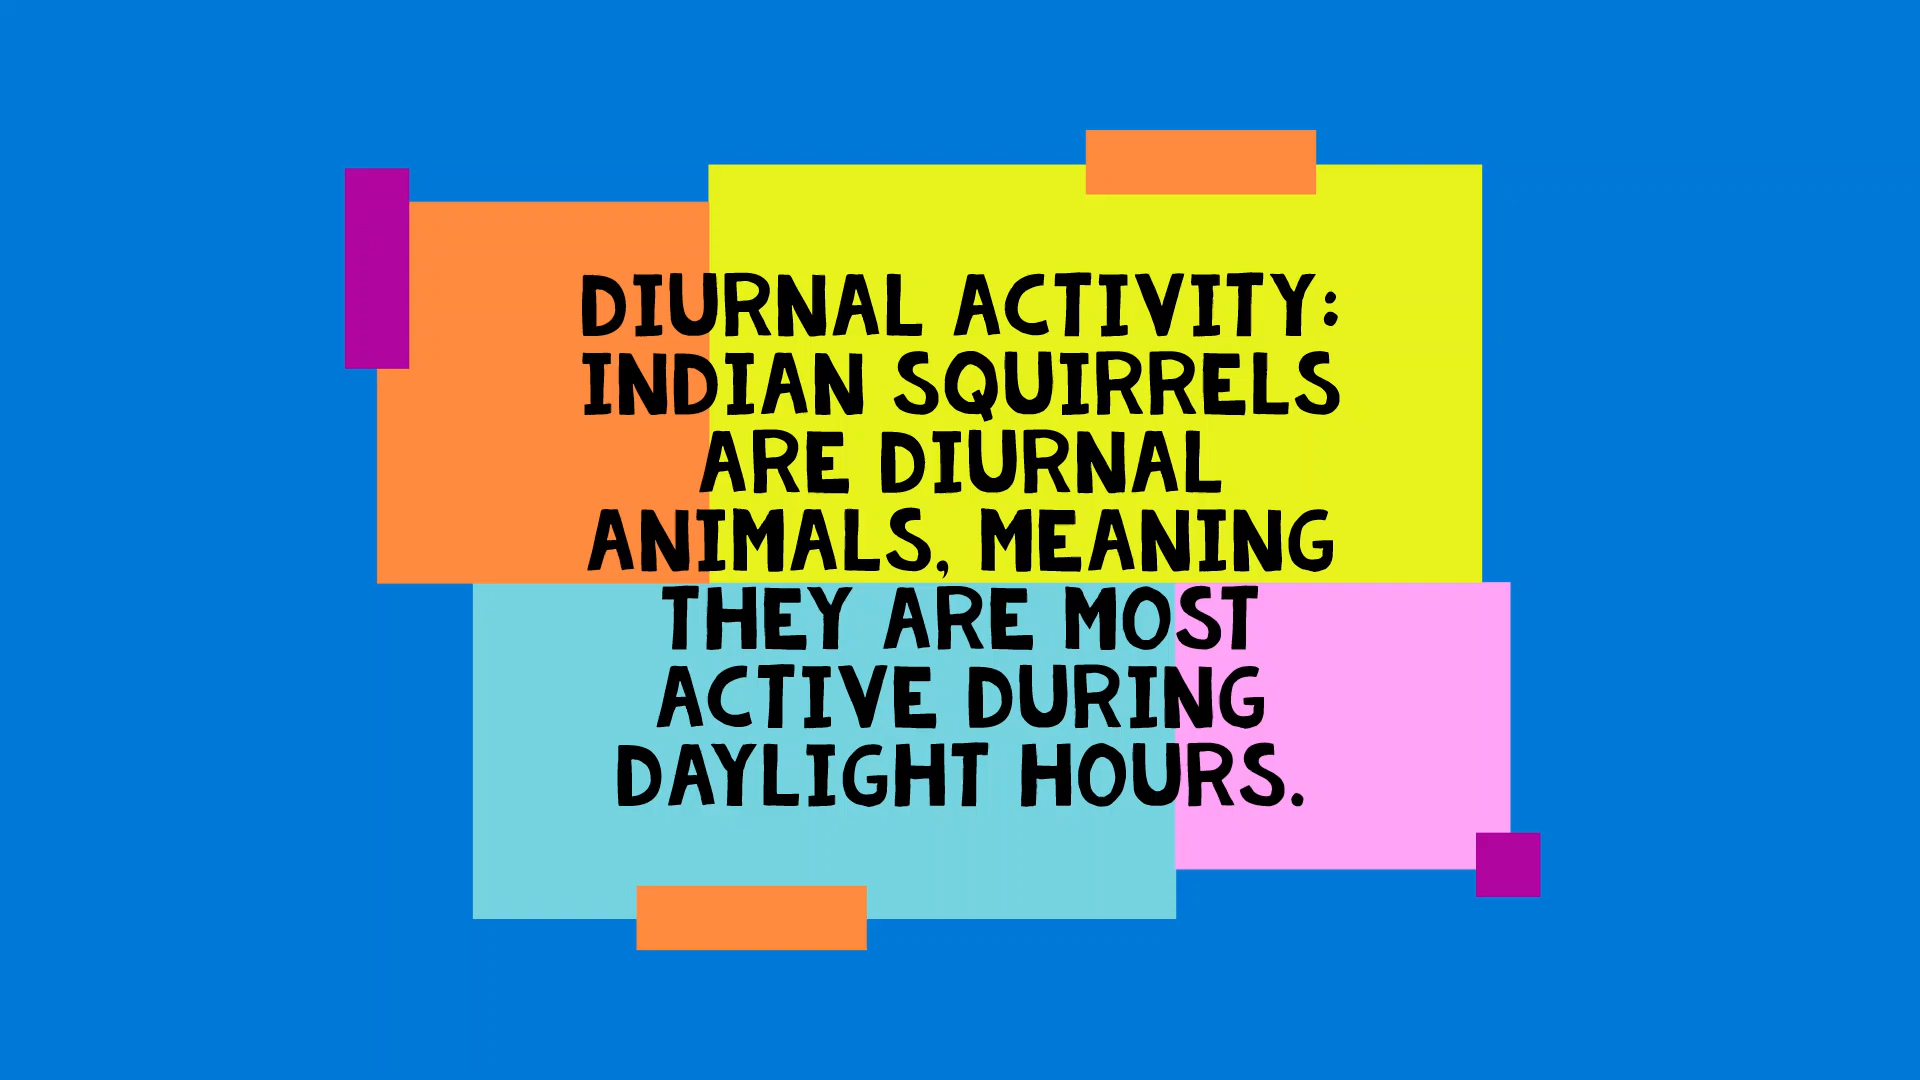 DIURNAL ACTIVITY:
INDIAN SQUIRRELS
ARE DIURNAL
ANIMALS, MEANING
THEY ARE MOST
ACTIVE DURING
DAYLIGHT HOURS.